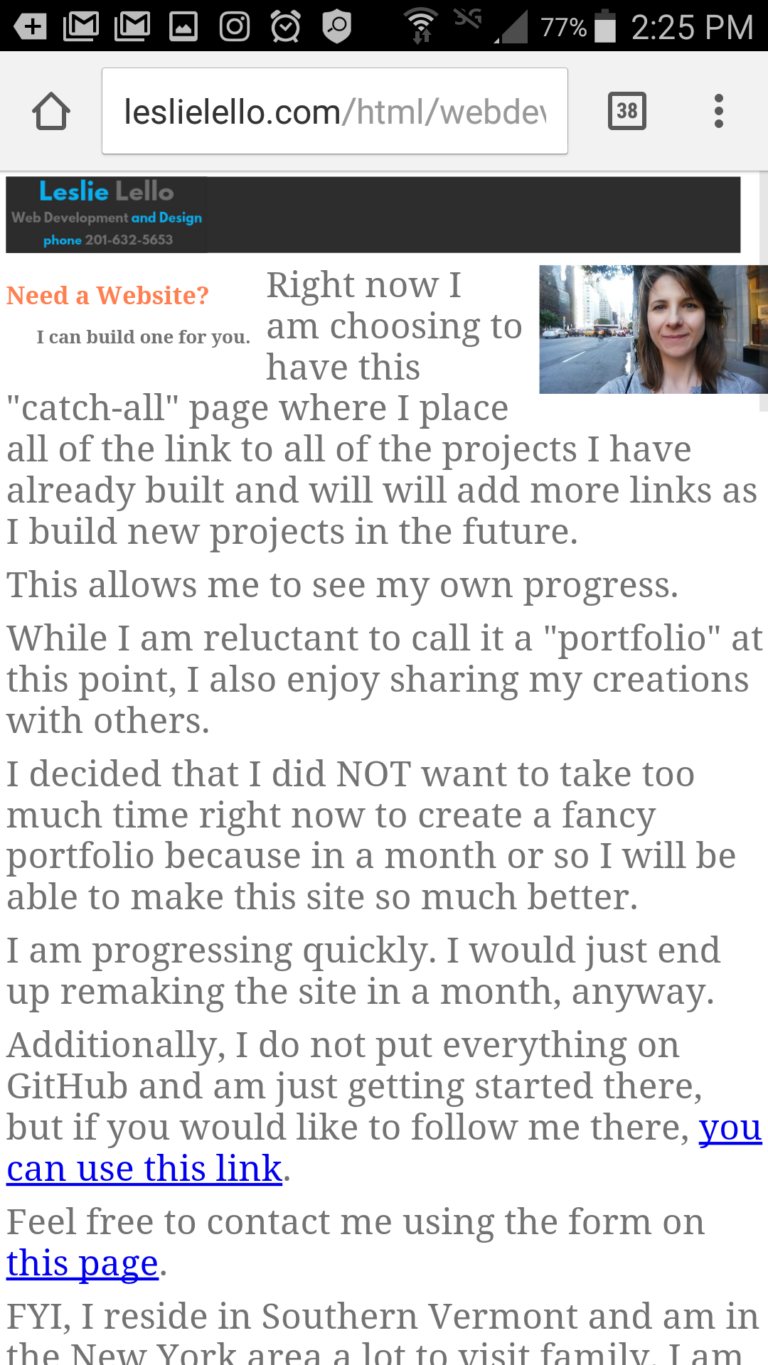 77% 2:25 PM
leslielello.com/html/webdev
38
Leslie Lello
Web Development and Design
phone 201-632-5653
Need a Website?
I can build one for you.
Right now I
am choosing to
have this
"catch-all" page where I place
all of the link to all of the projects I have
already built and will will add more links as
I build new projects in the future.
This allows me to see my own progress.
While I am reluctant to call it a "portfolio" at
this point, I also enjoy sharing my creations
with others.
I decided that I did NOT want to take too
much time right now to create a fancy
portfolio because in a month or so I will be
able to make this site so much better.
I am progressing quickly. I would just end
up remaking the site in a month, anyway.
Additionally, I do not put everything on
GitHub and am just getting started there,
but if you would like to follow me there, you
can use this link.
Feel free to contact me using the form on
this page.
FYI, I reside in Southern Vermont and am in
the New York area a lot to visit family. I am